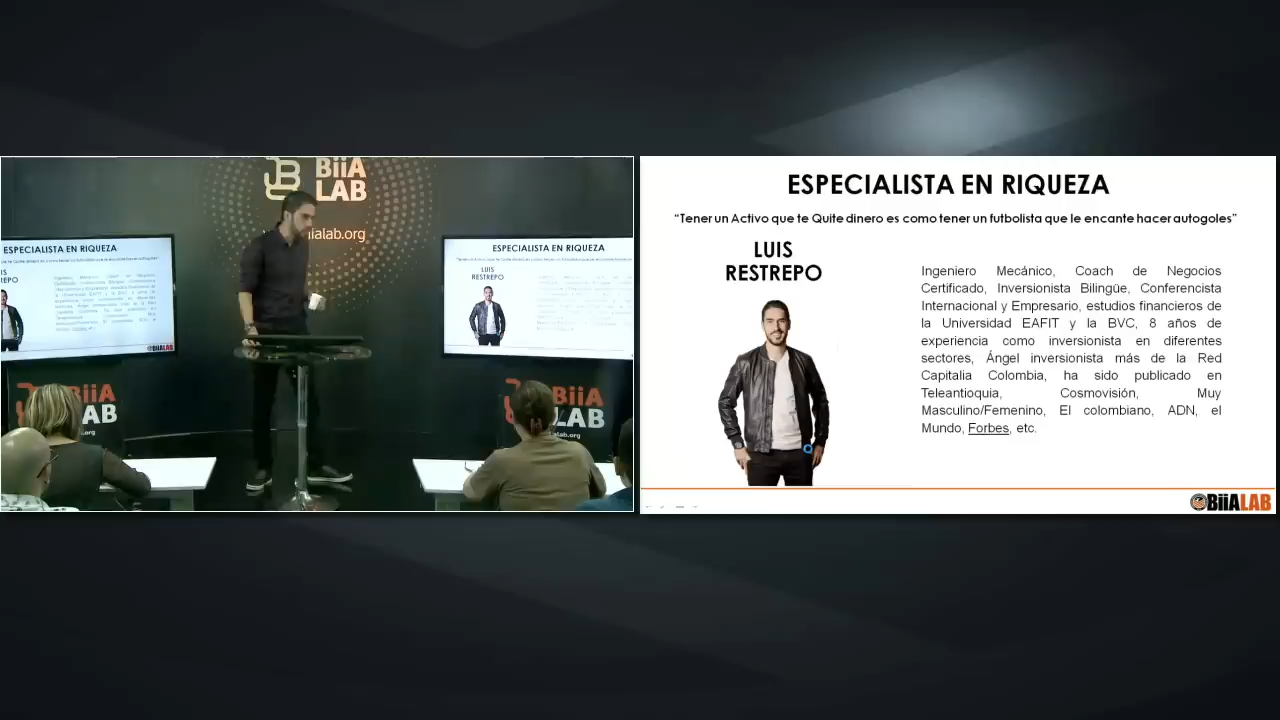 BiiA
LAB
ialab.org
ESPECIALISTA EN RIQUEZA
RESTREPO
BiiALAB
ESPECIALISTA EN RIQUEZA
LUIS
RESTREPO
BiiA
LAB
BiiA
LAB
ESPECIALISTA EN RIQUEZA
“Tener un Activo que te Quite dinero es como tener un futbolista que le encante hacer autogoles”
LUIS
RESTREPO
Ingeniero Mecánico, Coach de Negocios
Certificado, Inversionista Bilingüe, Conferencista
Internacional y Empresario, estudios financieros de
la Universidad EAFIT y la BVC, 8 años de
experiencia como inversionista en diferentes
sectores, Ángel inversionista más de la Red
Capitalia Colombia, ha sido publicado en
Teleantioquia, Cosmovisión, Muy
Masculino/Femenino, El colombiano, ADN, el
Mundo, Forbes, etc.
BiiALAB